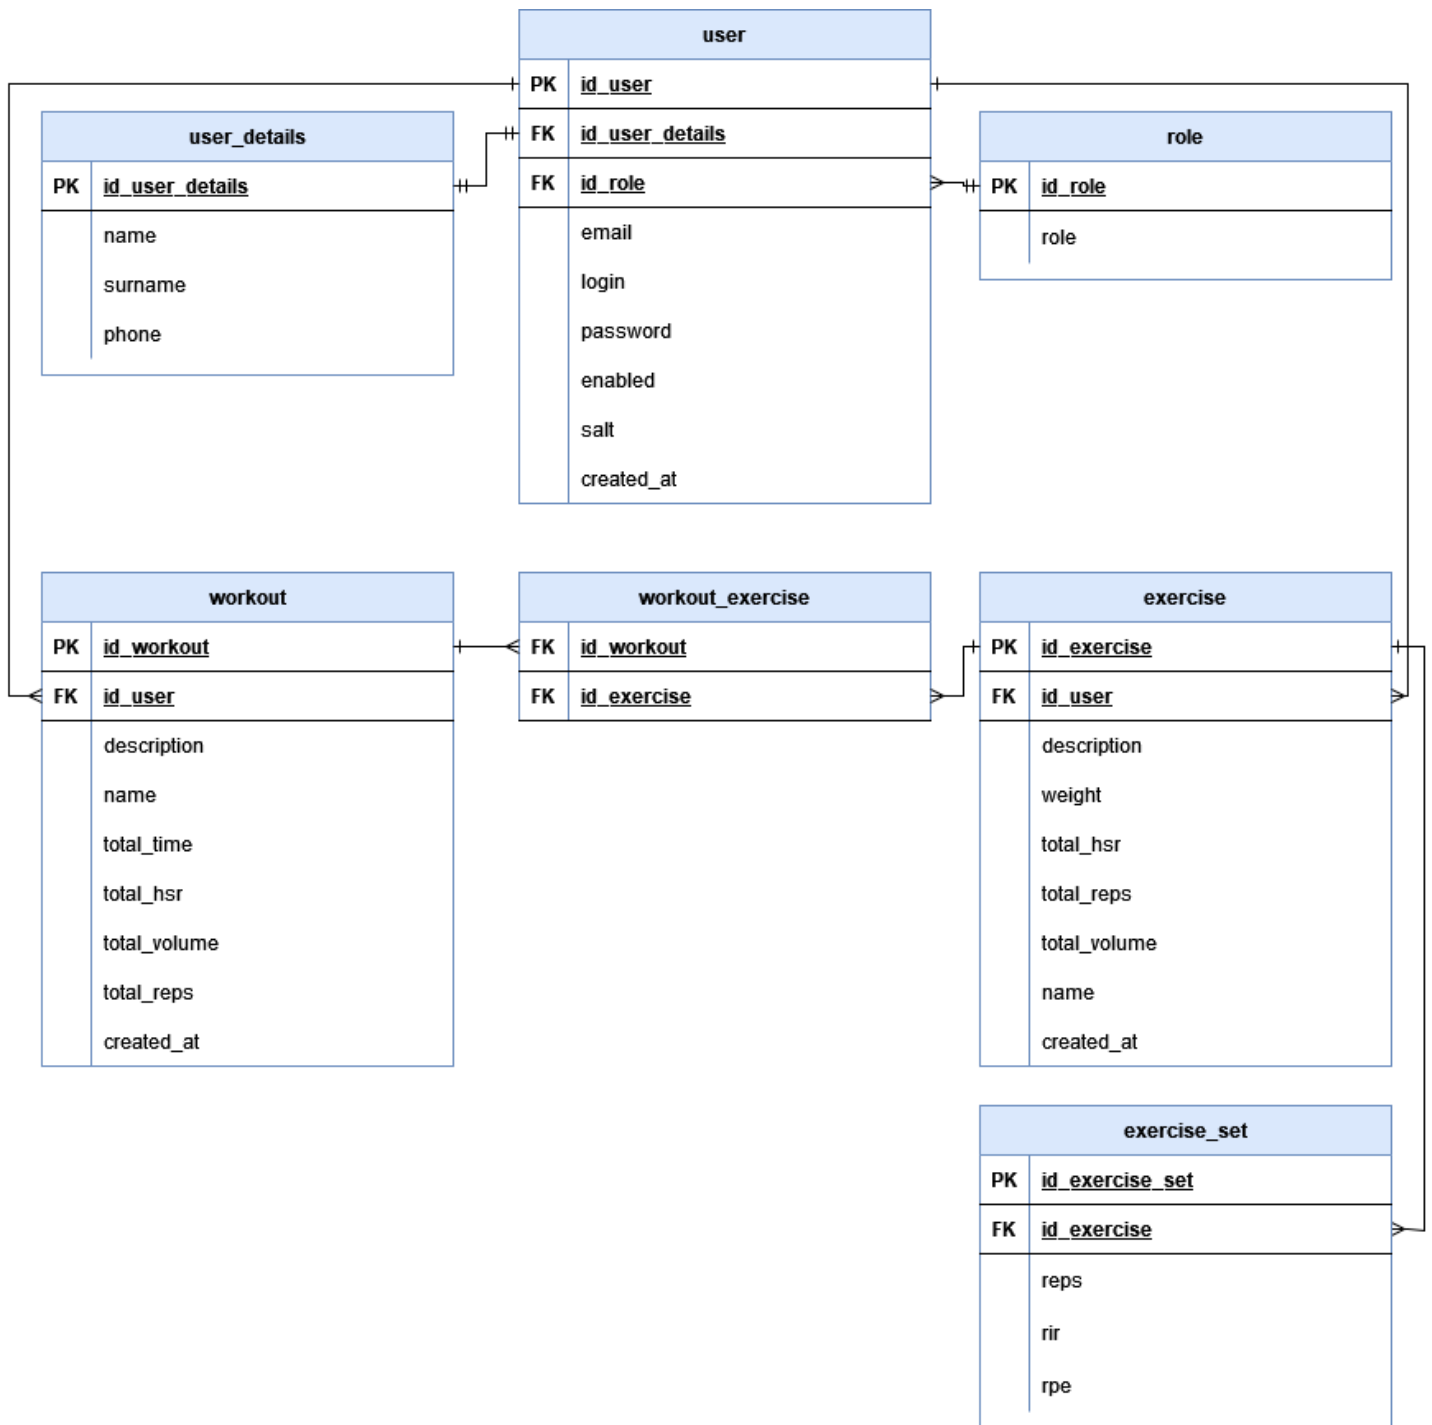 user
PK id_user
FK id_user_details
FK id_role
email
login
password
enabled
salt
created_at
user_details
PK id_user_details
name
surname
phone
role
PK id_role
role
workout
PK id_workout
FK id_user
description
name
total_time
total_hsr
total_volume
total_reps
created_at
workout_exercise
FK id_workout
FK id_exercise
exercise
PK id_exercise
FK id_user
description
weight
total_hsr
total_reps
total_volume
name
created_at
exercise_set
PK id_exercise_set
FK id_exercise
reps
rir
rpe